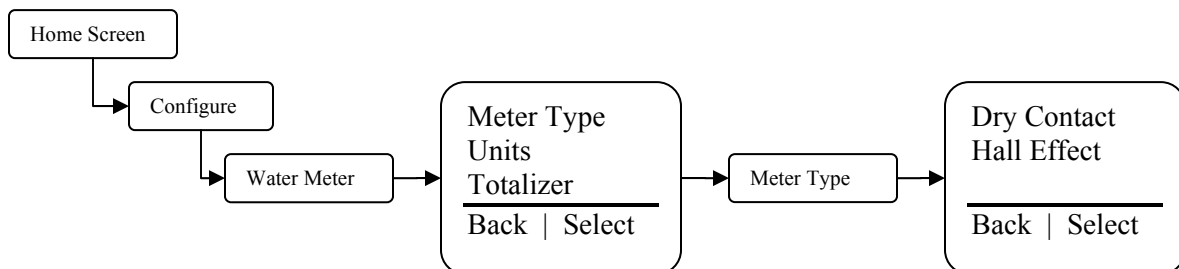 Home Screen
Configure
Water Meter
Meter Type
Units
Totalizer
Back | Select
Meter Type
Dry Contact
Hall Effect
Back | Select